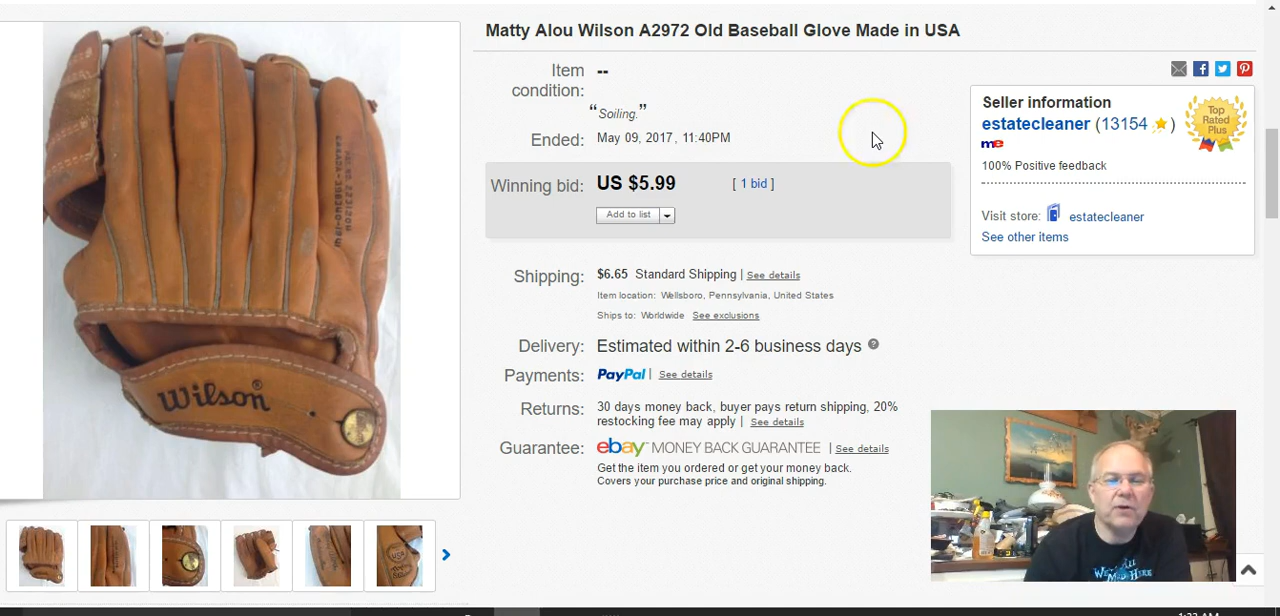 Matty Alou Wilson A2972 Old Baseball Glove Made in USA
Item condition: --
“Soiling.”
Ended: May 09, 2017, 11:40PM
Winning bid: US $5.99 [ 1 bid ]
Add to list
Shipping: $6.65 Standard Shipping | See details
Item location: Wellsboro, Pennsylvania, United States
Ships to: Worldwide See exclusions
Delivery: Estimated within 2-6 business days ?
Payments: PayPal | See details
Returns: 30 days money back, buyer pays return shipping, 20%
restocking fee may apply | See details
Guarantee: ebay MONEY BACK GUARANTEE | See details
Get the item you ordered or get your money back.
Covers your purchase price and original shipping.
Seller information
estatecleaner (13154 )
me
100% Positive feedback
Visit store: estatecleaner
See other items
Top
Rated
Plus
Wilson®
USA